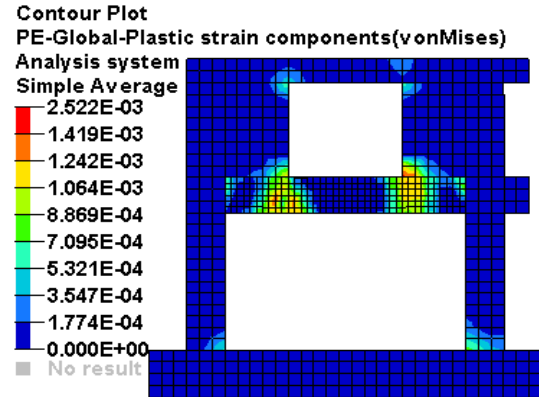 Contour Plot
PE-Global-Plastic strain components(vonMises)
Analysis system
Simple Average
2.522E-03
1.419E-03
1.242E-03
1.064E-03
8.869E-04
7.095E-04
5.321E-04
3.547E-04
1.774E-04
0.000E+00
No result